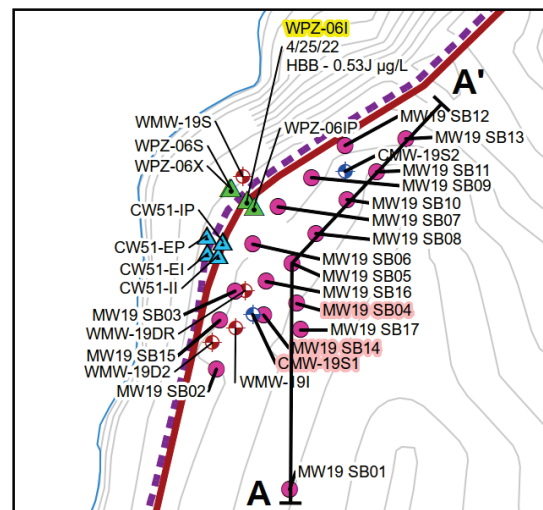 WPZ-06I
4/25/22
HBB - 0.53J µg/L
A'
WMW-19S
WPZ-06IP
MW19 SB12
WPZ-06S
MW19 SB13
WPZ-06X
CMW-19S2
MW19 SB11
MW19 SB09
CW51-IP
MW19 SB10
MW19 SB07
CW51-EP
MW19 SB08
CW51-EI
MW19 SB06
CW51-II
MW19 SB05
MW19 SB16
MW19 SB03
MW19 SB04
WMW-19DR
MW19 SB17
MW19 SB15
MW19 SB14
WMW-19D2
CMW-19S1
MW19 SB02
WMW-19I
MW19 SB01
A